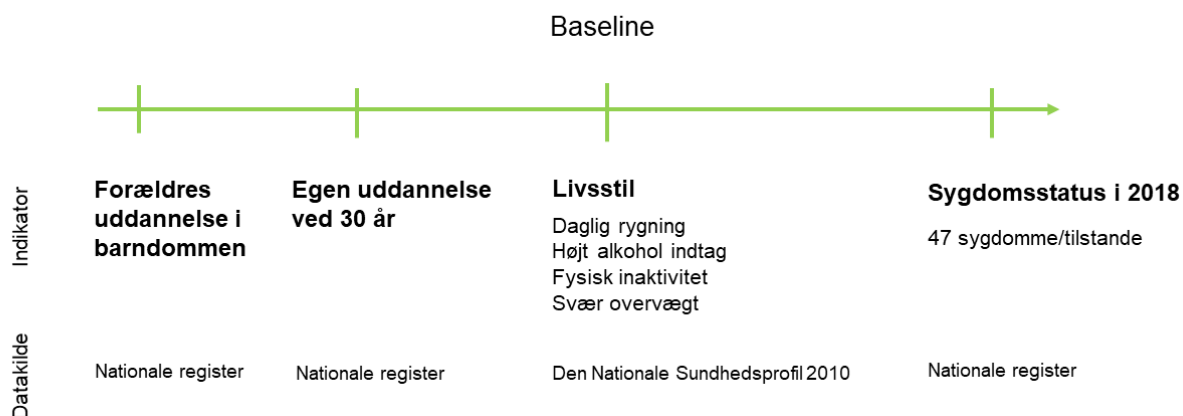 Baseline
Indikator
Forældres
uddannelse i
barndommen
Egen uddannelse
ved 30 år
Livsstil
Daglig rygning
Højt alkohol indtag
Fysisk inaktivitet
Svær overvægt
Sygdomsstatus i 2018
47 sygdomme/tilstande
Datakilde
Nationale register
Nationale register
Den Nationale Sundhedsprofil 2010
Nationale register